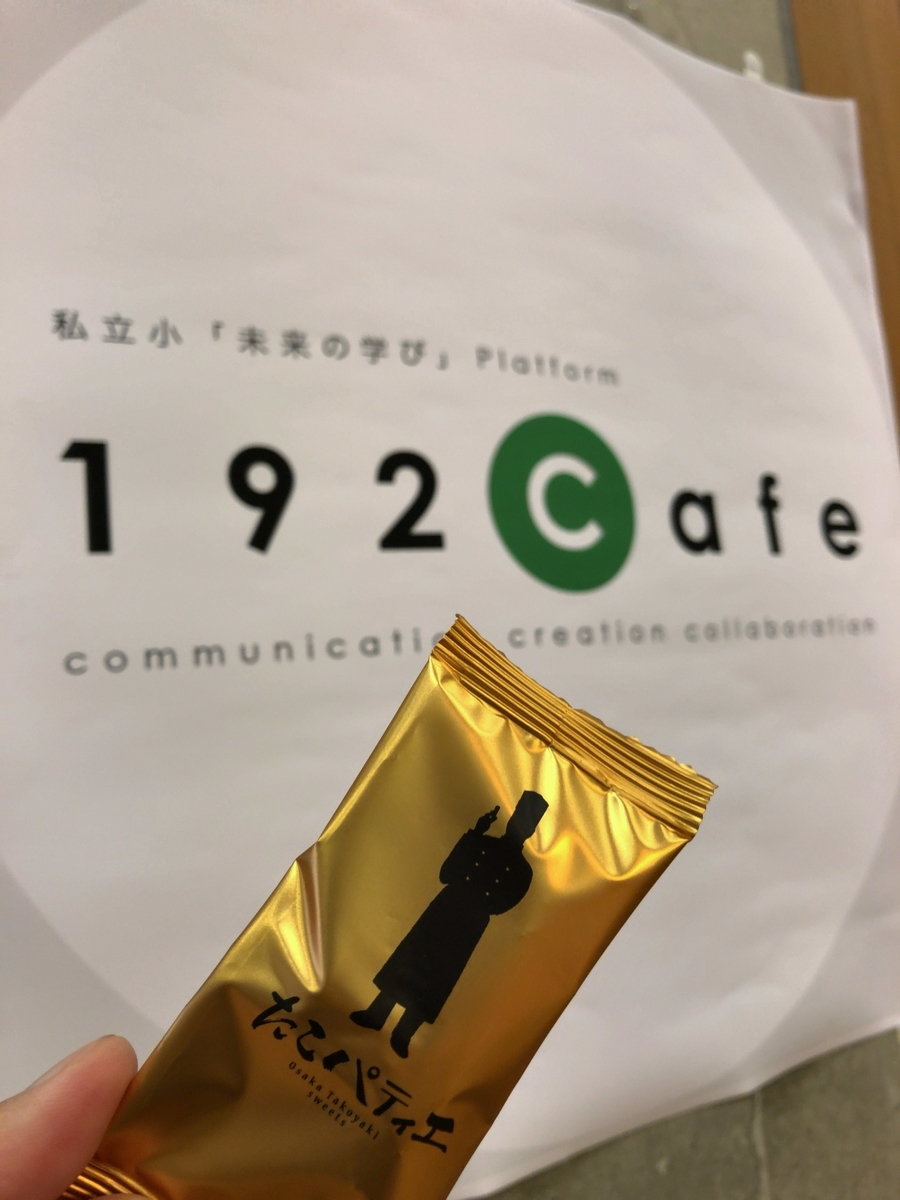 私立小「未来の学び」Platform
192Cafe
communicatio creation collaboration
たこパティエ
Osaka Takoyaki
sweets